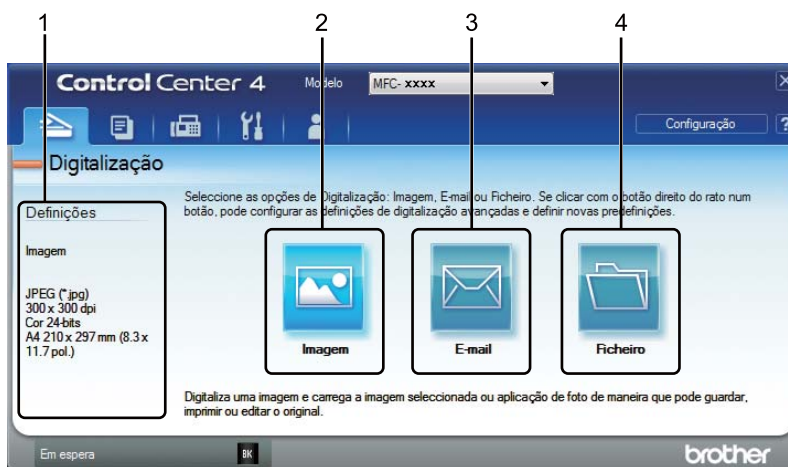 1 2 3 4
Control Center 4 Modelo MFC- xxxx X
Configuração ?
Digitalização
Seleccione as opções de Digitalização: Imagem, E-mail ou Ficheiro. Se clicar com o botão direito do rato num
botão, pode configurar as definições de digitalização avançadas e definir novas predefinições.
Definições
Imagem
JPEG (*.jpg)
300 x 300 dpi
Cor 24-bits
A4 210 x 297 mm (8.3 x
11.7 pol.)
Imagem E-mail Ficheiro
Digitaliza uma imagem e carrega a imagem seleccionada ou aplicação de foto de maneira que pode guardar,
imprimir ou editar o original.
Em espera BK brother